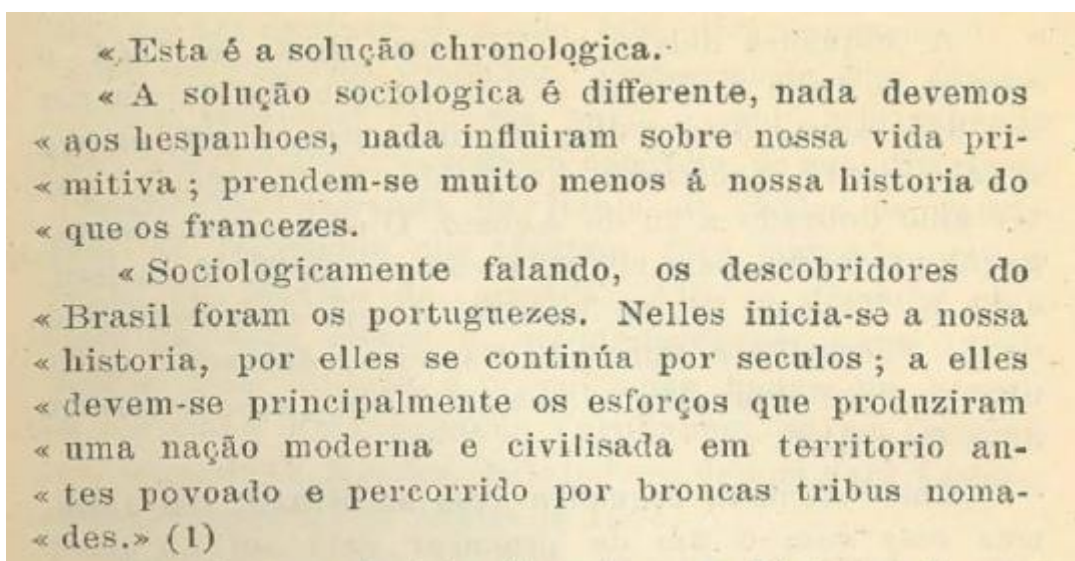 « Esta é a solução chronologica.
« A solução sociologica é differente, nada devemos
« aos hespanhoes, nada influiram sobre nossa vida pri-
« mitiva ; prendem-se muito menos á nossa historia do
« que os francezes.
« Sociologicamente falando, os descobridores do
« Brasil foram os portuguezes. Nelles inicia-se a nossa
« historia, por elles se continúa por seculos ; a elles
« devem-se principalmente os esforços que produziram
« uma nação moderna e civilisada em territorio an-
« tes povoado e percorrido por broncas tribus noma-
« des.» (1)